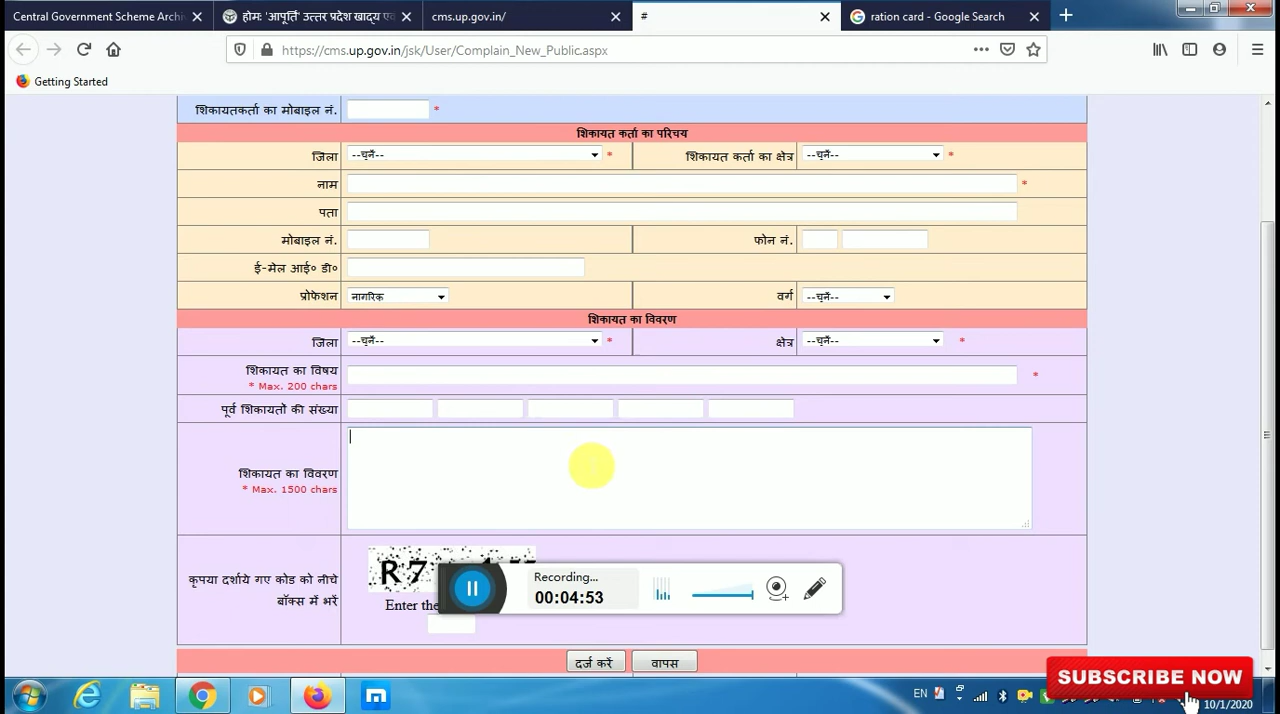 Central Government Scheme Archi
होमः 'आपूर्ति' उत्तर प्रदेश खाद्य ए
cms.up.gov.in/
#
ration card - Google Search
https://cms.up.gov.in/jsk/User/Complain_New_Public.aspx
Getting Started
शिकायतकर्ता का मोबाइल नं. *
शिकायत कर्ता का परिचय
जिला --चुनें-- * शिकायत कर्ता का क्षेत्र --चुनें-- *
नाम *
पता
मोबाइल नं. फोन नं.
ई-मेल आई० डी०
प्रोफेशन नागरिक वर्ग --चुनें--
शिकायत का विवरण
जिला --चुनें-- * क्षेत्र --चुनें-- *
शिकायत का विषय
* Max. 200 chars *
पूर्व शिकायतों की संख्या
शिकायत का विवरण
* Max. 1500 chars
कृपया दर्शाये गए कोड को नीचे
बॉक्स में भरें
R7
Enter the
Recording...
00:04:53
दर्ज करें वापस
SUBSCRIBE NOW
EN
10/1/2020